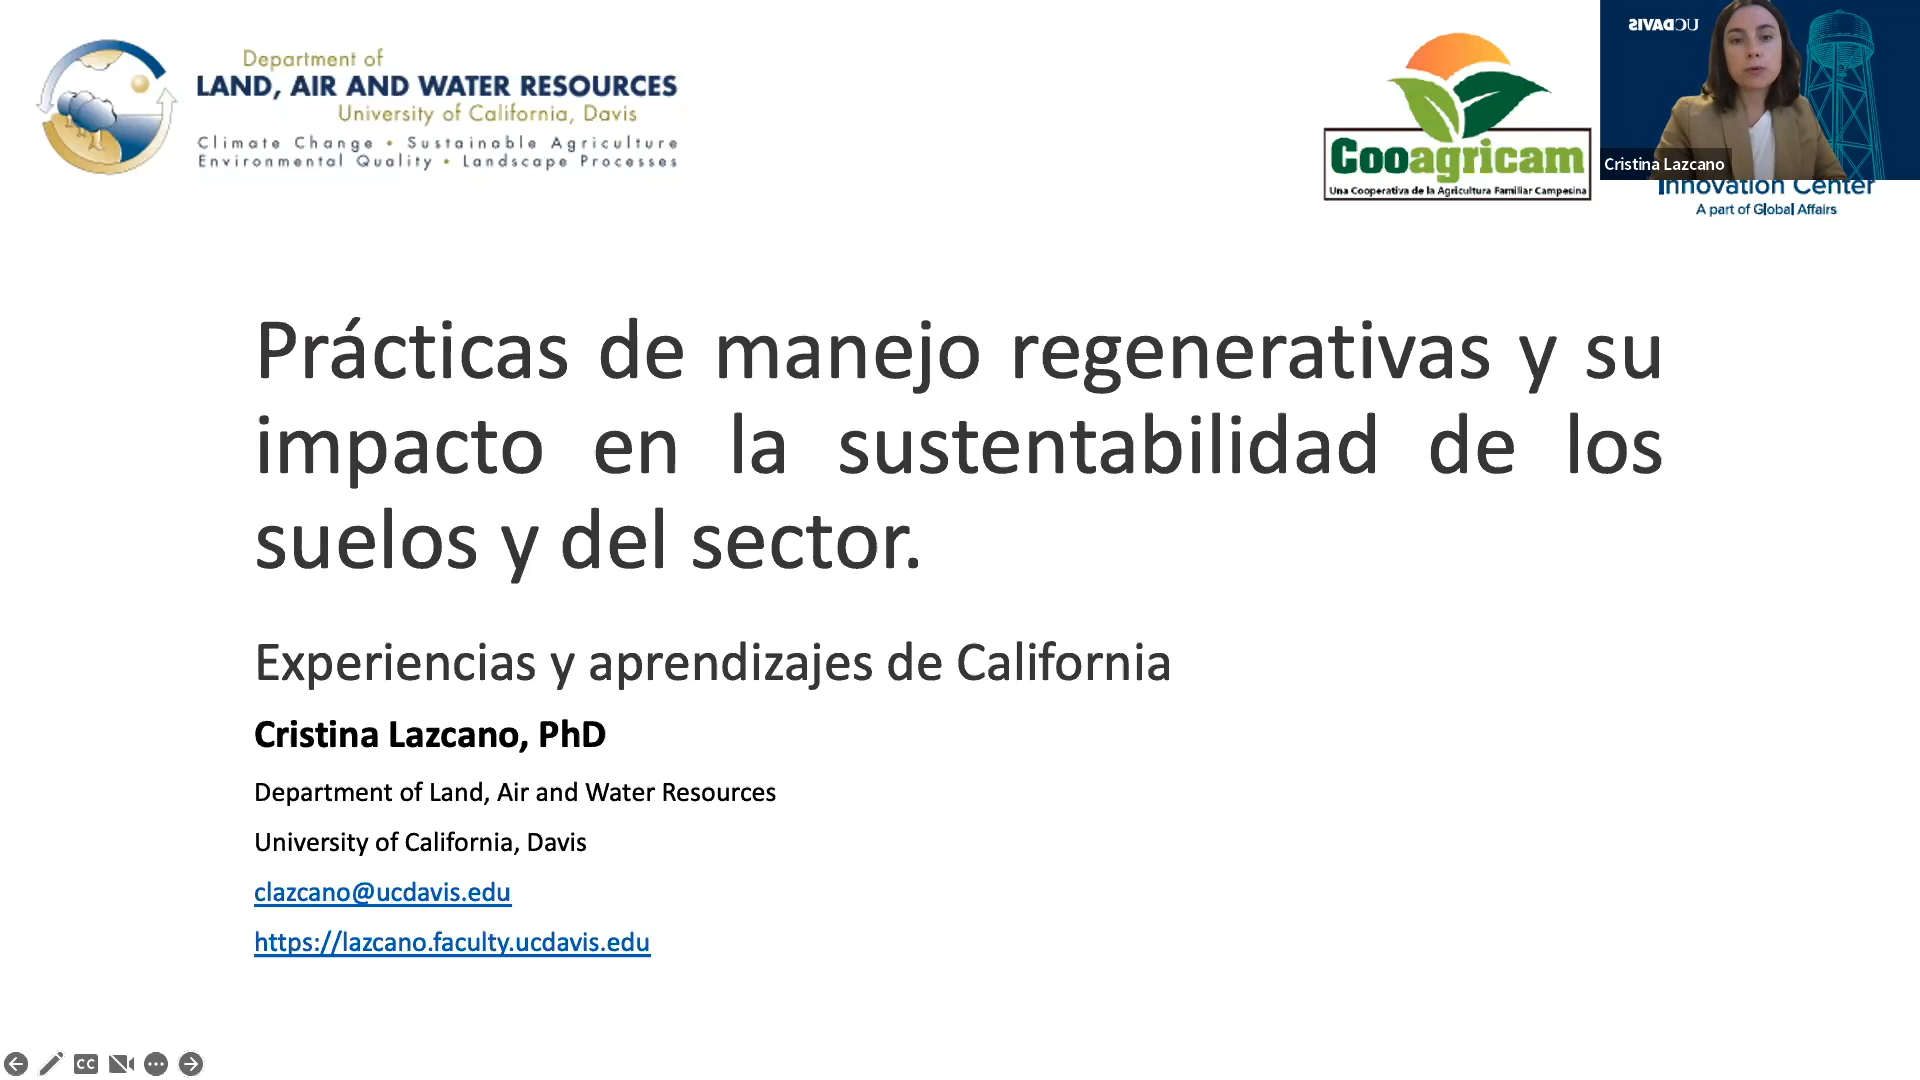 Department of
LAND, AIR AND WATER RESOURCES
University of California, Davis
Climate Change • Sustainable Agriculture
Environmental Quality • Landscape Processes
Cooagricam
Una Cooperativa de la Agricultura Familiar Campesina
UCDAVIS
Cristina Lazcano
Innovation Center
A part of Global Affairs
Prácticas de manejo regenerativas y su
impacto en la sustentabilidad de los
suelos y del sector.
Experiencias y aprendizajes de California
Cristina Lazcano, PhD
Department of Land, Air and Water Resources
University of California, Davis
clazcano@ucdavis.edu
https://lazcano.faculty.ucdavis.edu
CC